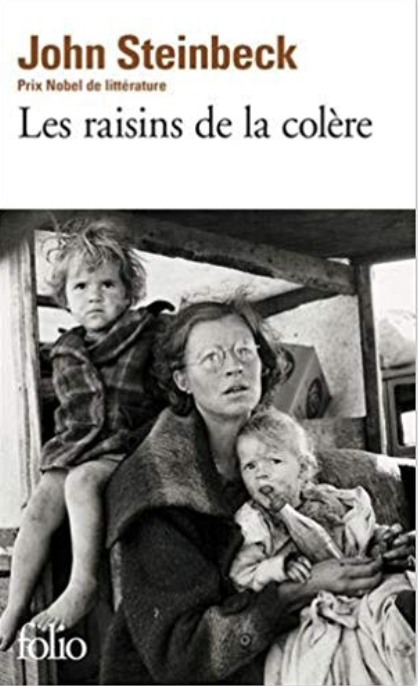 John Steinbeck
Prix Nobel de littérature
Les raisins de la colère
folio